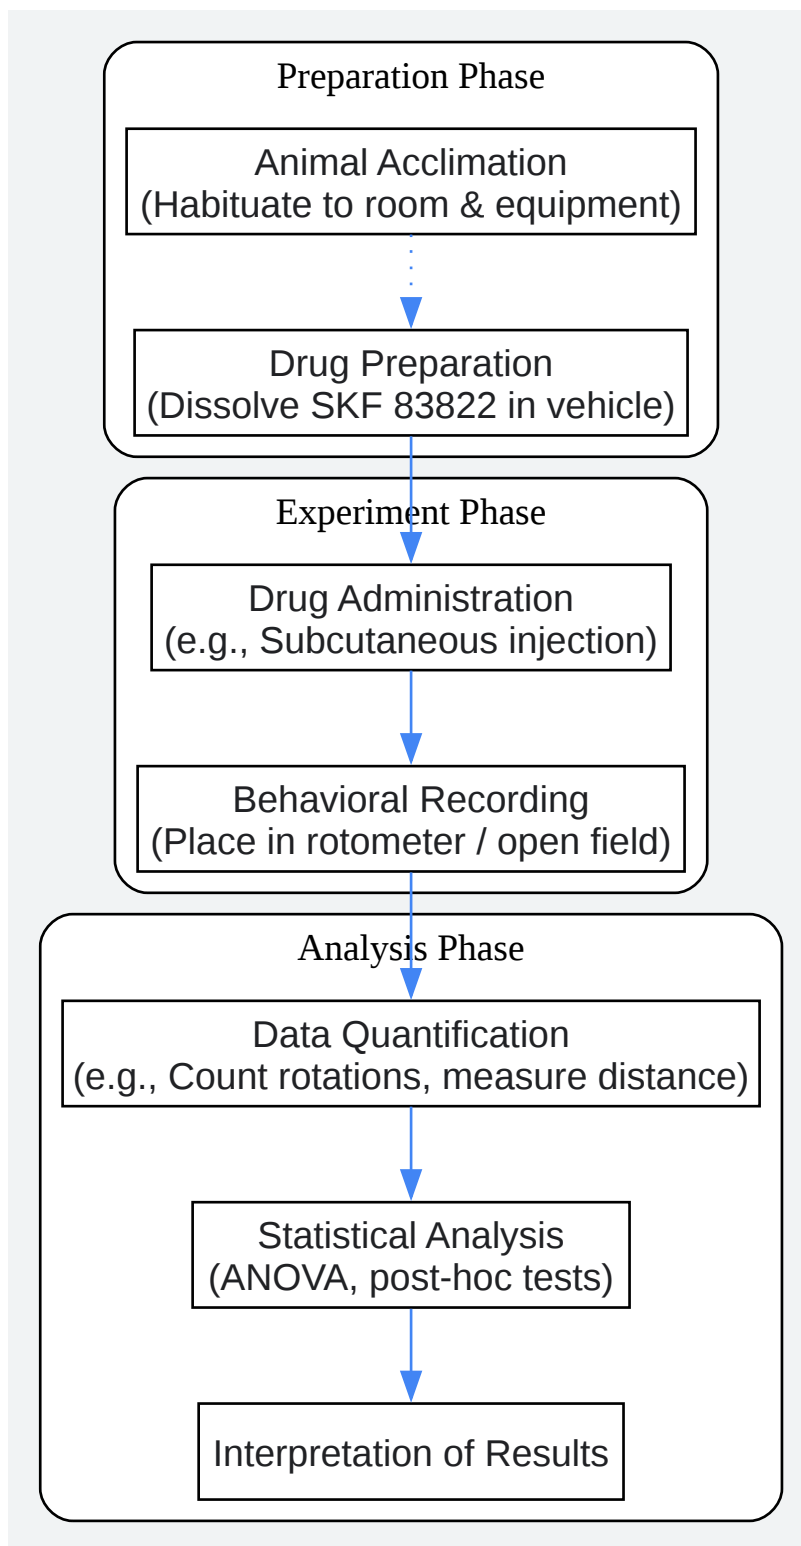 Preparation Phase
Animal Acclimation
(Habituate to room & equipment)
Drug Preparation
(Dissolve SKF 83822 in vehicle)
Experiment Phase
Drug Administration
(e.g., Subcutaneous injection)
Behavioral Recording
(Place in rotometer / open field)
Analysis Phase
Data Quantification
(e.g., Count rotations, measure distance)
Statistical Analysis
(ANOVA, post-hoc tests)
Interpretation of Results